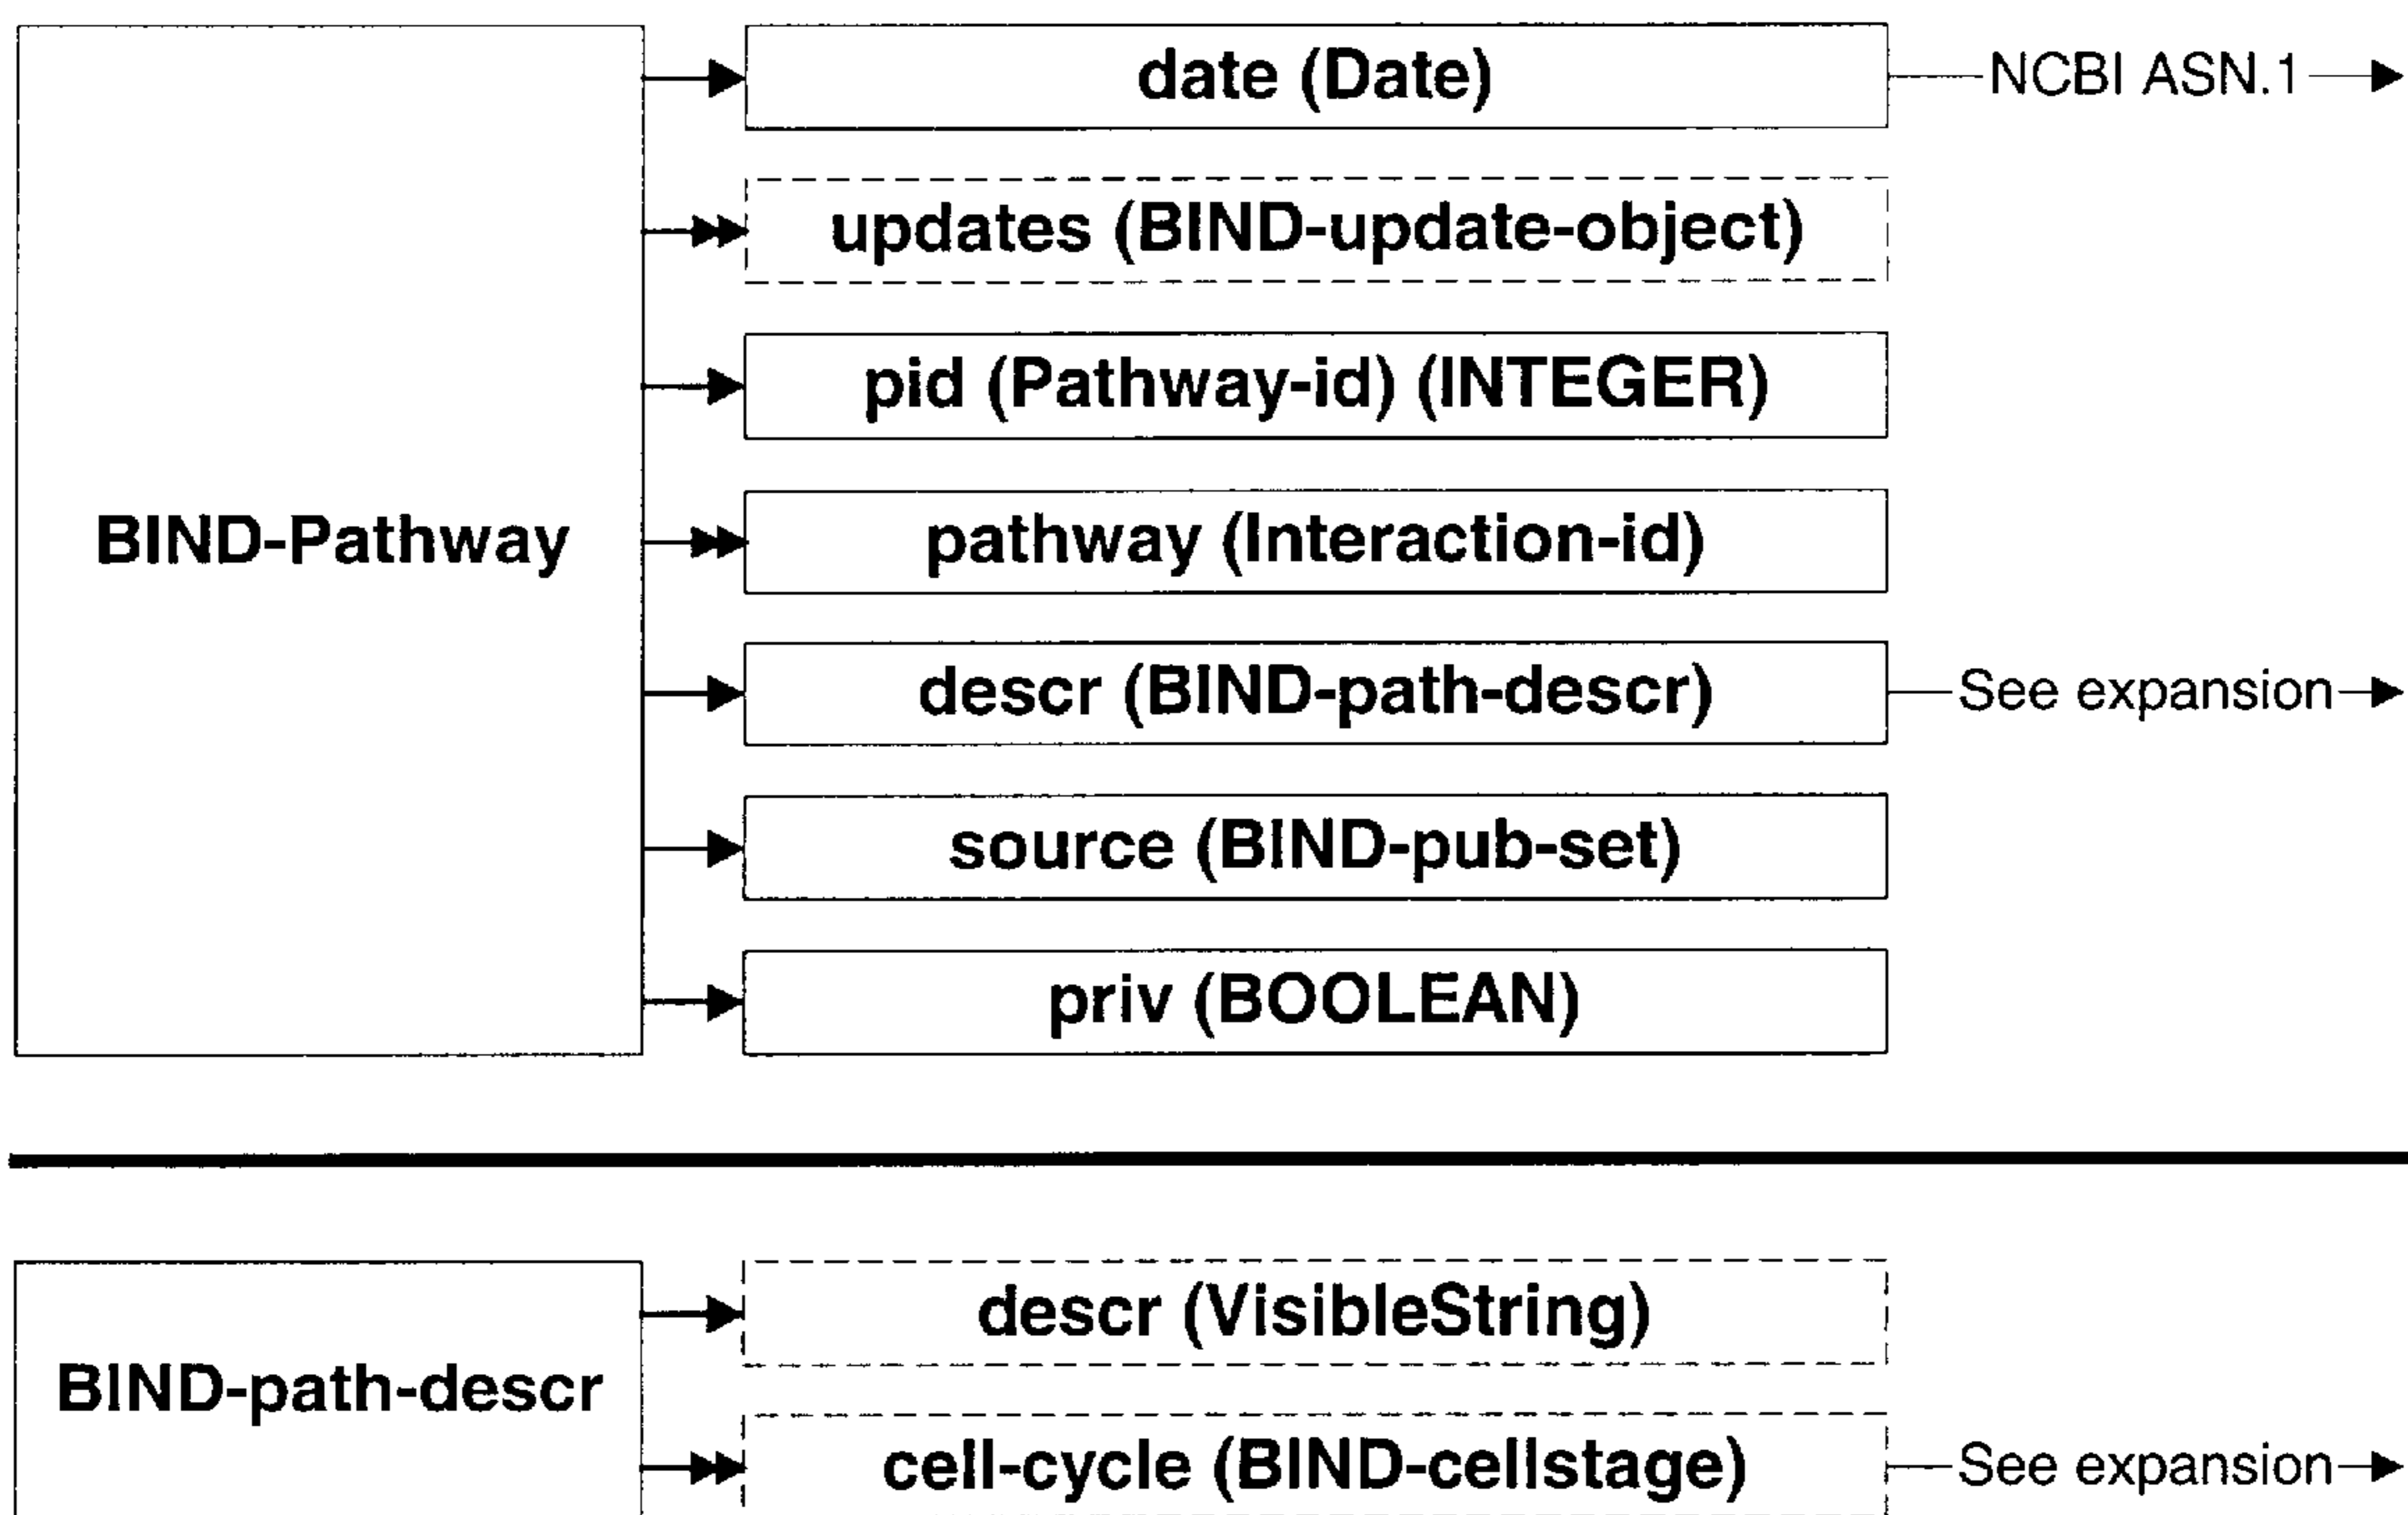 date (Date)
NCBI ASN.1
updates (BIND-update-object)
pid (Pathway-id) (INTEGER)
BIND-Pathway
pathway (Interaction-id)
descr (BIND-path-descr)
See expansion
source (BIND-pub-set)
priv (BOOLEAN)
descr (VisibleString)
BIND-path-descr
cell-cycle (BIND-cellstage)
See expansion